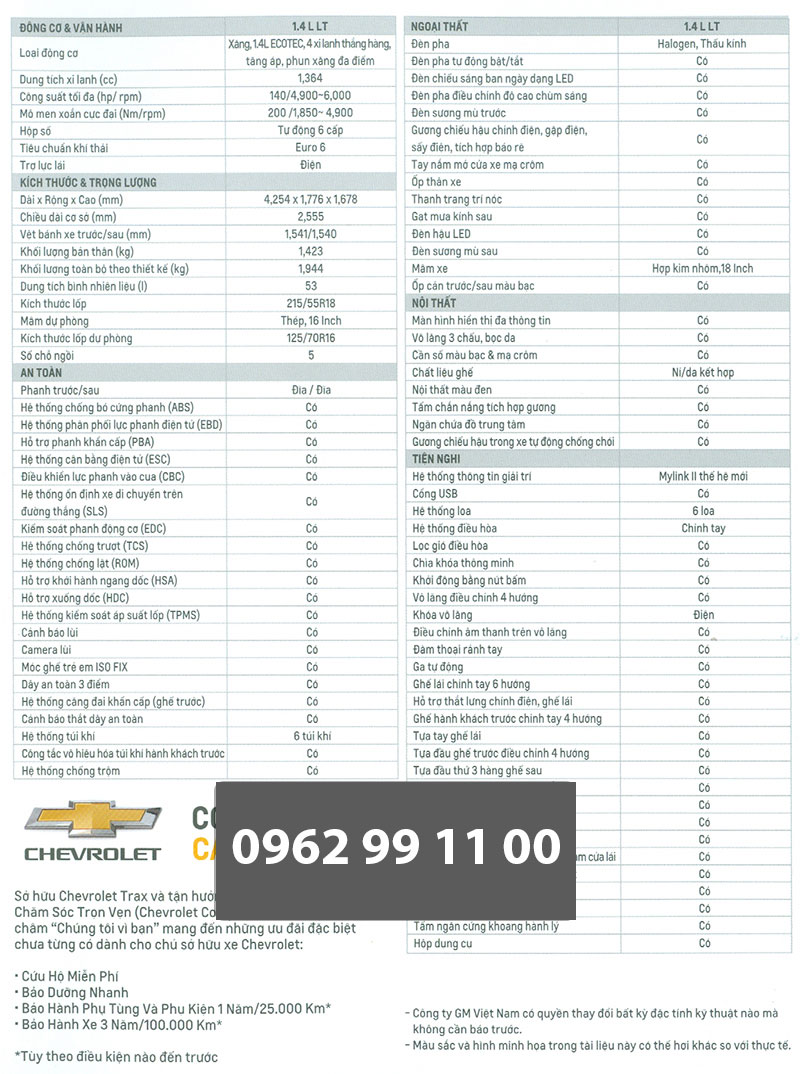 ĐỘNG CƠ & VẬN HÀNH 1.4 L LT
Loại động cơ Xăng, 1.4L ECOTEC, 4 xi lanh thẳng hàng,
tăng áp, phun xăng đa điểm
Dung tích xi lanh (cc) 1,364
Công suất tối đa (hp/ rpm) 140/4,900~6,000
Mô men xoắn cực đại (Nm/rpm) 200 /1,850~ 4,900
Hộp số Tự động 6 cấp
Tiêu chuẩn khí thải Euro 6
Trợ lực lái Điện
KÍCH THƯỚC & TRỌNG LƯỢNG
Dài x Rộng x Cao (mm) 4,254 x 1,776 x 1,678
Chiều dài cơ sở (mm) 2,555
Vệt bánh xe trước/sau (mm) 1,541/1,540
Khối lượng bản thân (kg) 1,423
Khối lượng toàn bộ theo thiết kế (kg) 1,944
Dung tích bình nhiên liệu (l) 53
Kích thước lốp 215/55R18
Mâm dự phòng Thép, 16 Inch
Kích thước lốp dự phòng 125/70R16
Số chỗ ngồi 5
AN TOÀN
Phanh trước/sau Đĩa / Đĩa
Hệ thống chống bó cứng phanh (ABS) Có
Hệ thống phân phối lực phanh điện tử (EBD) Có
Hỗ trợ phanh khẩn cấp (PBA) Có
Hệ thống cân bằng điện tử (ESC) Có
Điều khiển lực phanh vào cua (CBC) Có
Hệ thống ổn định xe di chuyển trên
đường thẳng (SLS) Có
Kiểm soát phanh động cơ (EDC) Có
Hệ thống chống trượt (TCS) Có
Hệ thống chống lật (ROM) Có
Hỗ trợ khởi hành ngang dốc (HSA) Có
Hỗ trợ xuống dốc (HDC) Có
Hệ thống kiểm soát áp suất lốp (TPMS) Có
Cảnh báo lùi Có
Camera lùi Có
Móc ghế trẻ em ISO FIX Có
Dây an toàn 3 điểm Có
Hệ thống căng đai khẩn cấp (ghế trước) Có
Cảnh báo thắt dây an toàn Có
Hệ thống túi khí 6 túi khí
Công tắc vô hiệu hóa túi khí hành khách trước Có
Hệ thống chống trộm Có
NGOẠI THẤT 1.4 L LT
Đèn pha Halogen, Thấu kính
Đèn pha tự động bật/tắt Có
Đèn chiếu sáng ban ngày dạng LED Có
Đèn pha điều chỉnh độ cao chùm sáng Có
Đèn sương mù trước Có
Gương chiếu hậu chỉnh điện, gập điện,
sấy điện, tích hợp báo rẽ Có
Tay nắm mở cửa xe mạ crôm Có
Ốp thân xe Có
Thanh trang trí nóc Có
Gạt mưa kính sau Có
Đèn hậu LED Có
Đèn sương mù sau Có
Mâm xe Hợp kim nhôm,18 Inch
Ốp cản trước/sau màu bạc Có
NỘI THẤT
Màn hình hiển thị đa thông tin Có
Vô lăng 3 chấu, bọc da Có
Cần số màu bạc & mạ crôm Có
Chất liệu ghế Nỉ/da kết hợp
Nội thất màu đen Có
Tấm chắn nắng tích hợp gương Có
Ngăn chứa đồ trung tâm Có
Gương chiếu hậu trong xe tự động chống chói Có
TIỆN NGHI
Hệ thống thông tin giải trí Mylink II thế hệ mới
Cổng USB Có
Hệ thống loa 6 loa
Hệ thống điều hòa Chỉnh tay
Lọc gió điều hòa Có
Chìa khóa thông minh Có
Khởi động bằng nút bấm Có
Vô lăng điều chỉnh 4 hướng Có
Khóa vô lăng Điện
Điều chỉnh âm thanh trên vô lăng Có
Đàm thoại rảnh tay Có
Ga tự động Có
Ghế lái chỉnh tay 6 hướng Có
Hỗ trợ thắt lưng chỉnh điện, ghế lái Có
Ghế hành khách trước chỉnh tay 4 hướng Có
Tựa tay ghế lái Có
Tựa đầu ghế trước điều chỉnh 4 hướng Có
Tựa đầu thứ 3 hàng ghế sau Có
Có
Có
Có
Có
cửa lái Có
Có
Có
Có
Tấm ngăn cứng khoang hành lý Có
Hộp dụng cụ Có
0962 99 11 00
CHEVROLET
Sở hữu Chevrolet Trax và tận
Chăm Sóc Trọn Vẹn (Chevrolet
châm "Chúng tôi vì bạn" mang đến những ưu đãi đặc biệt
chưa từng có dành cho chủ sở hữu xe Chevrolet:
• Cứu Hộ Miễn Phí
• Bảo Dưỡng Nhanh
• Bảo Hành Phụ Tùng Và Phụ Kiện 1 Năm/25.000 Km*
• Bảo Hành Xe 3 Năm/100.000 Km*
*Tùy theo điều kiện nào đến trước
- Công ty GM Việt Nam có quyền thay đổi bất kỳ đặc tính kỹ thuật nào mà
không cần báo trước.
- Màu sắc và hình minh họa trong tài liệu này có thể hơi khác so với thực tế.